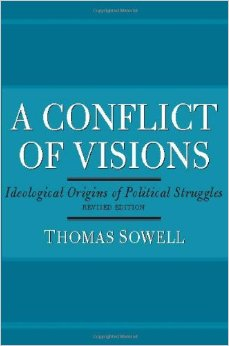 A CONFLICT
OF VISIONS
Ideological Origins of Political Struggles
REVISED EDITION
THOMAS SOWELL